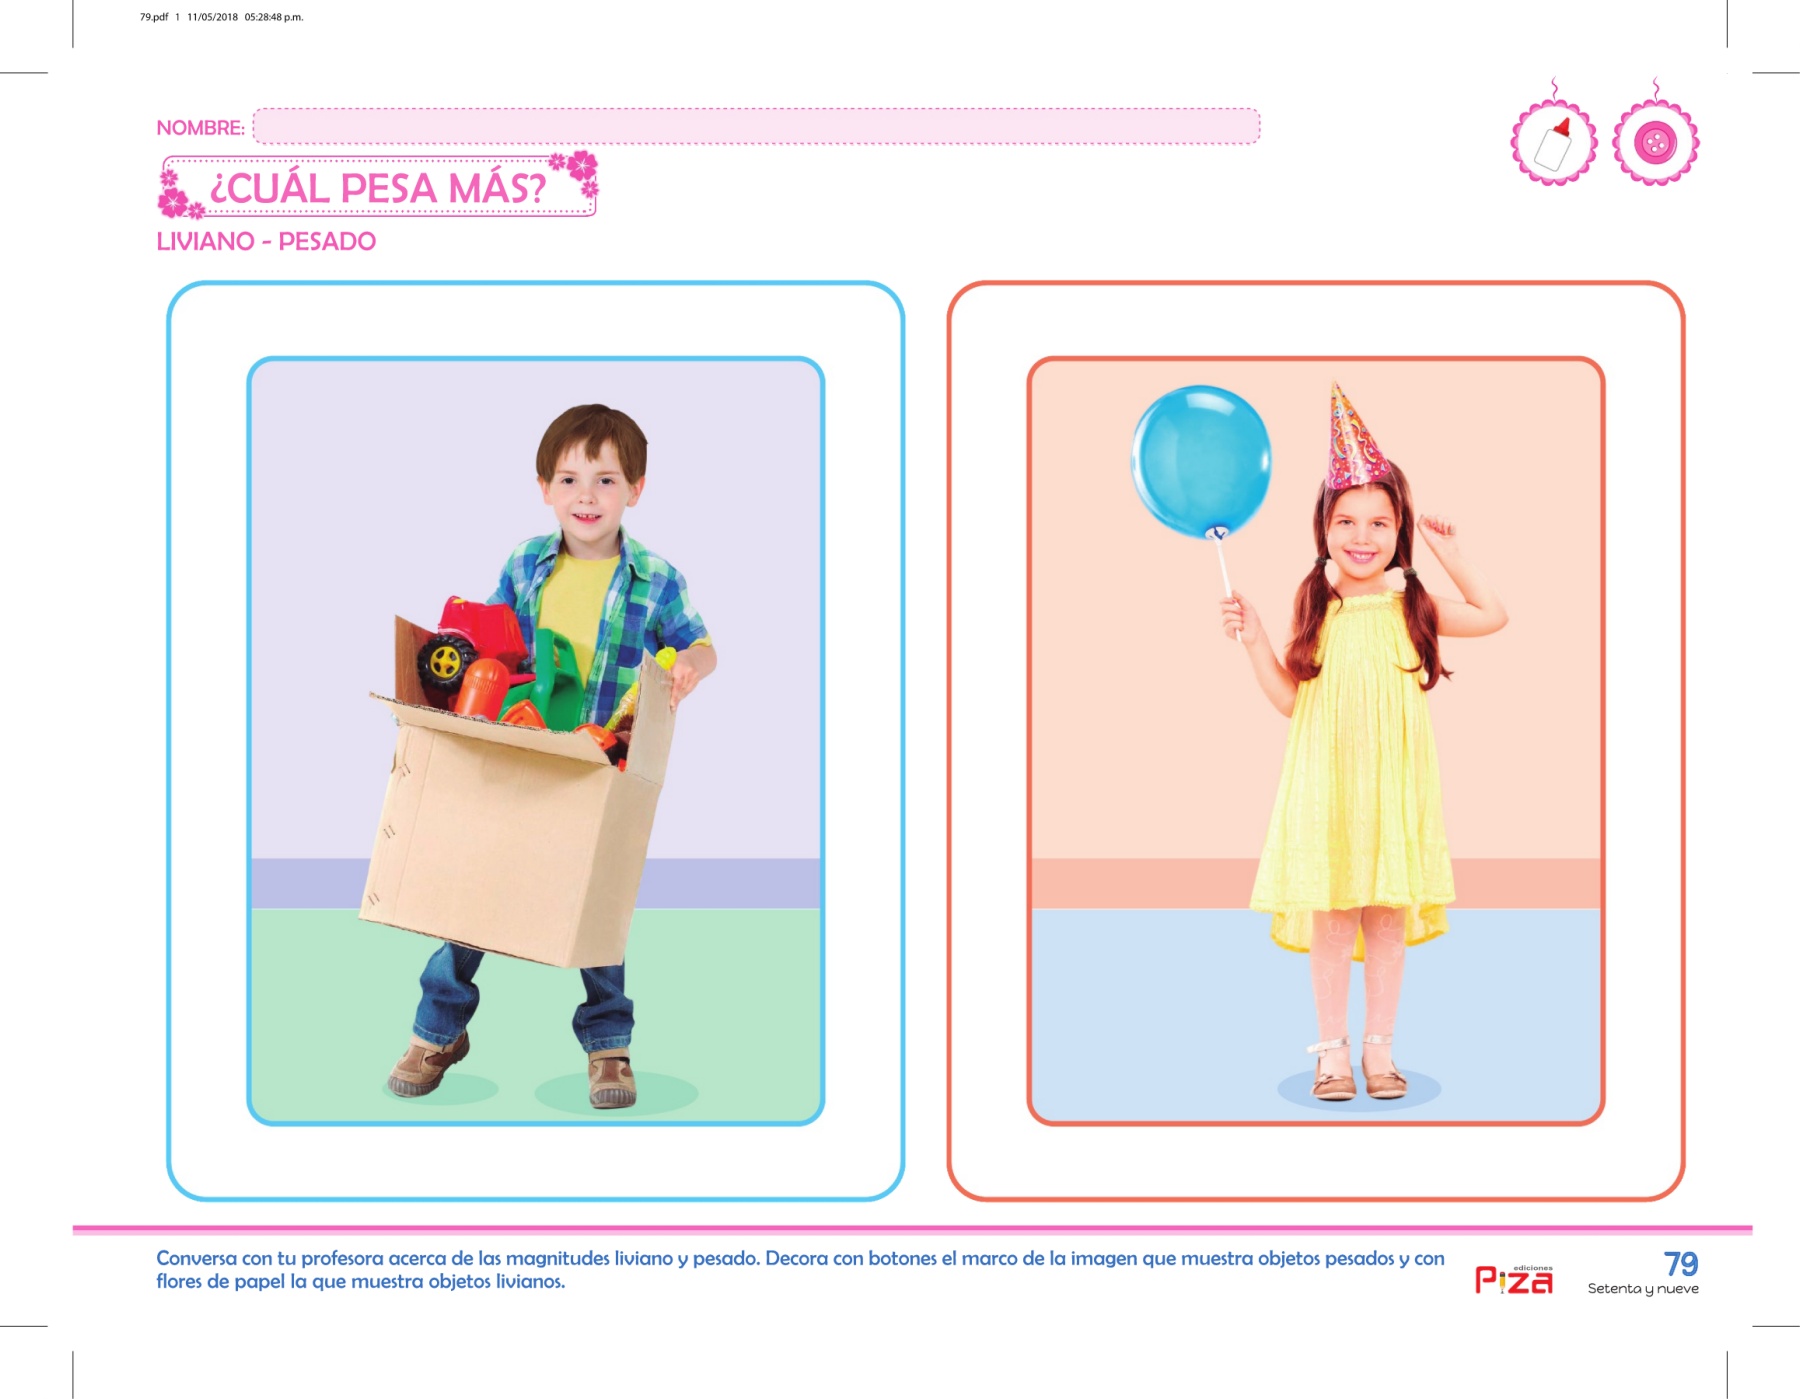 79.pdf 1 11/05/2018 05:28:48 p.m.
NOMBRE:
¿CUÁL PESA MÁS?
LIVIANO - PESADO
Conversa con tu profesora acerca de las magnitudes liviano y pesado. Decora con botones el marco de la imagen que muestra objetos pesados y con
flores de papel la que muestra objetos livianos.
ediciones
Piza
79
Setenta y nueve